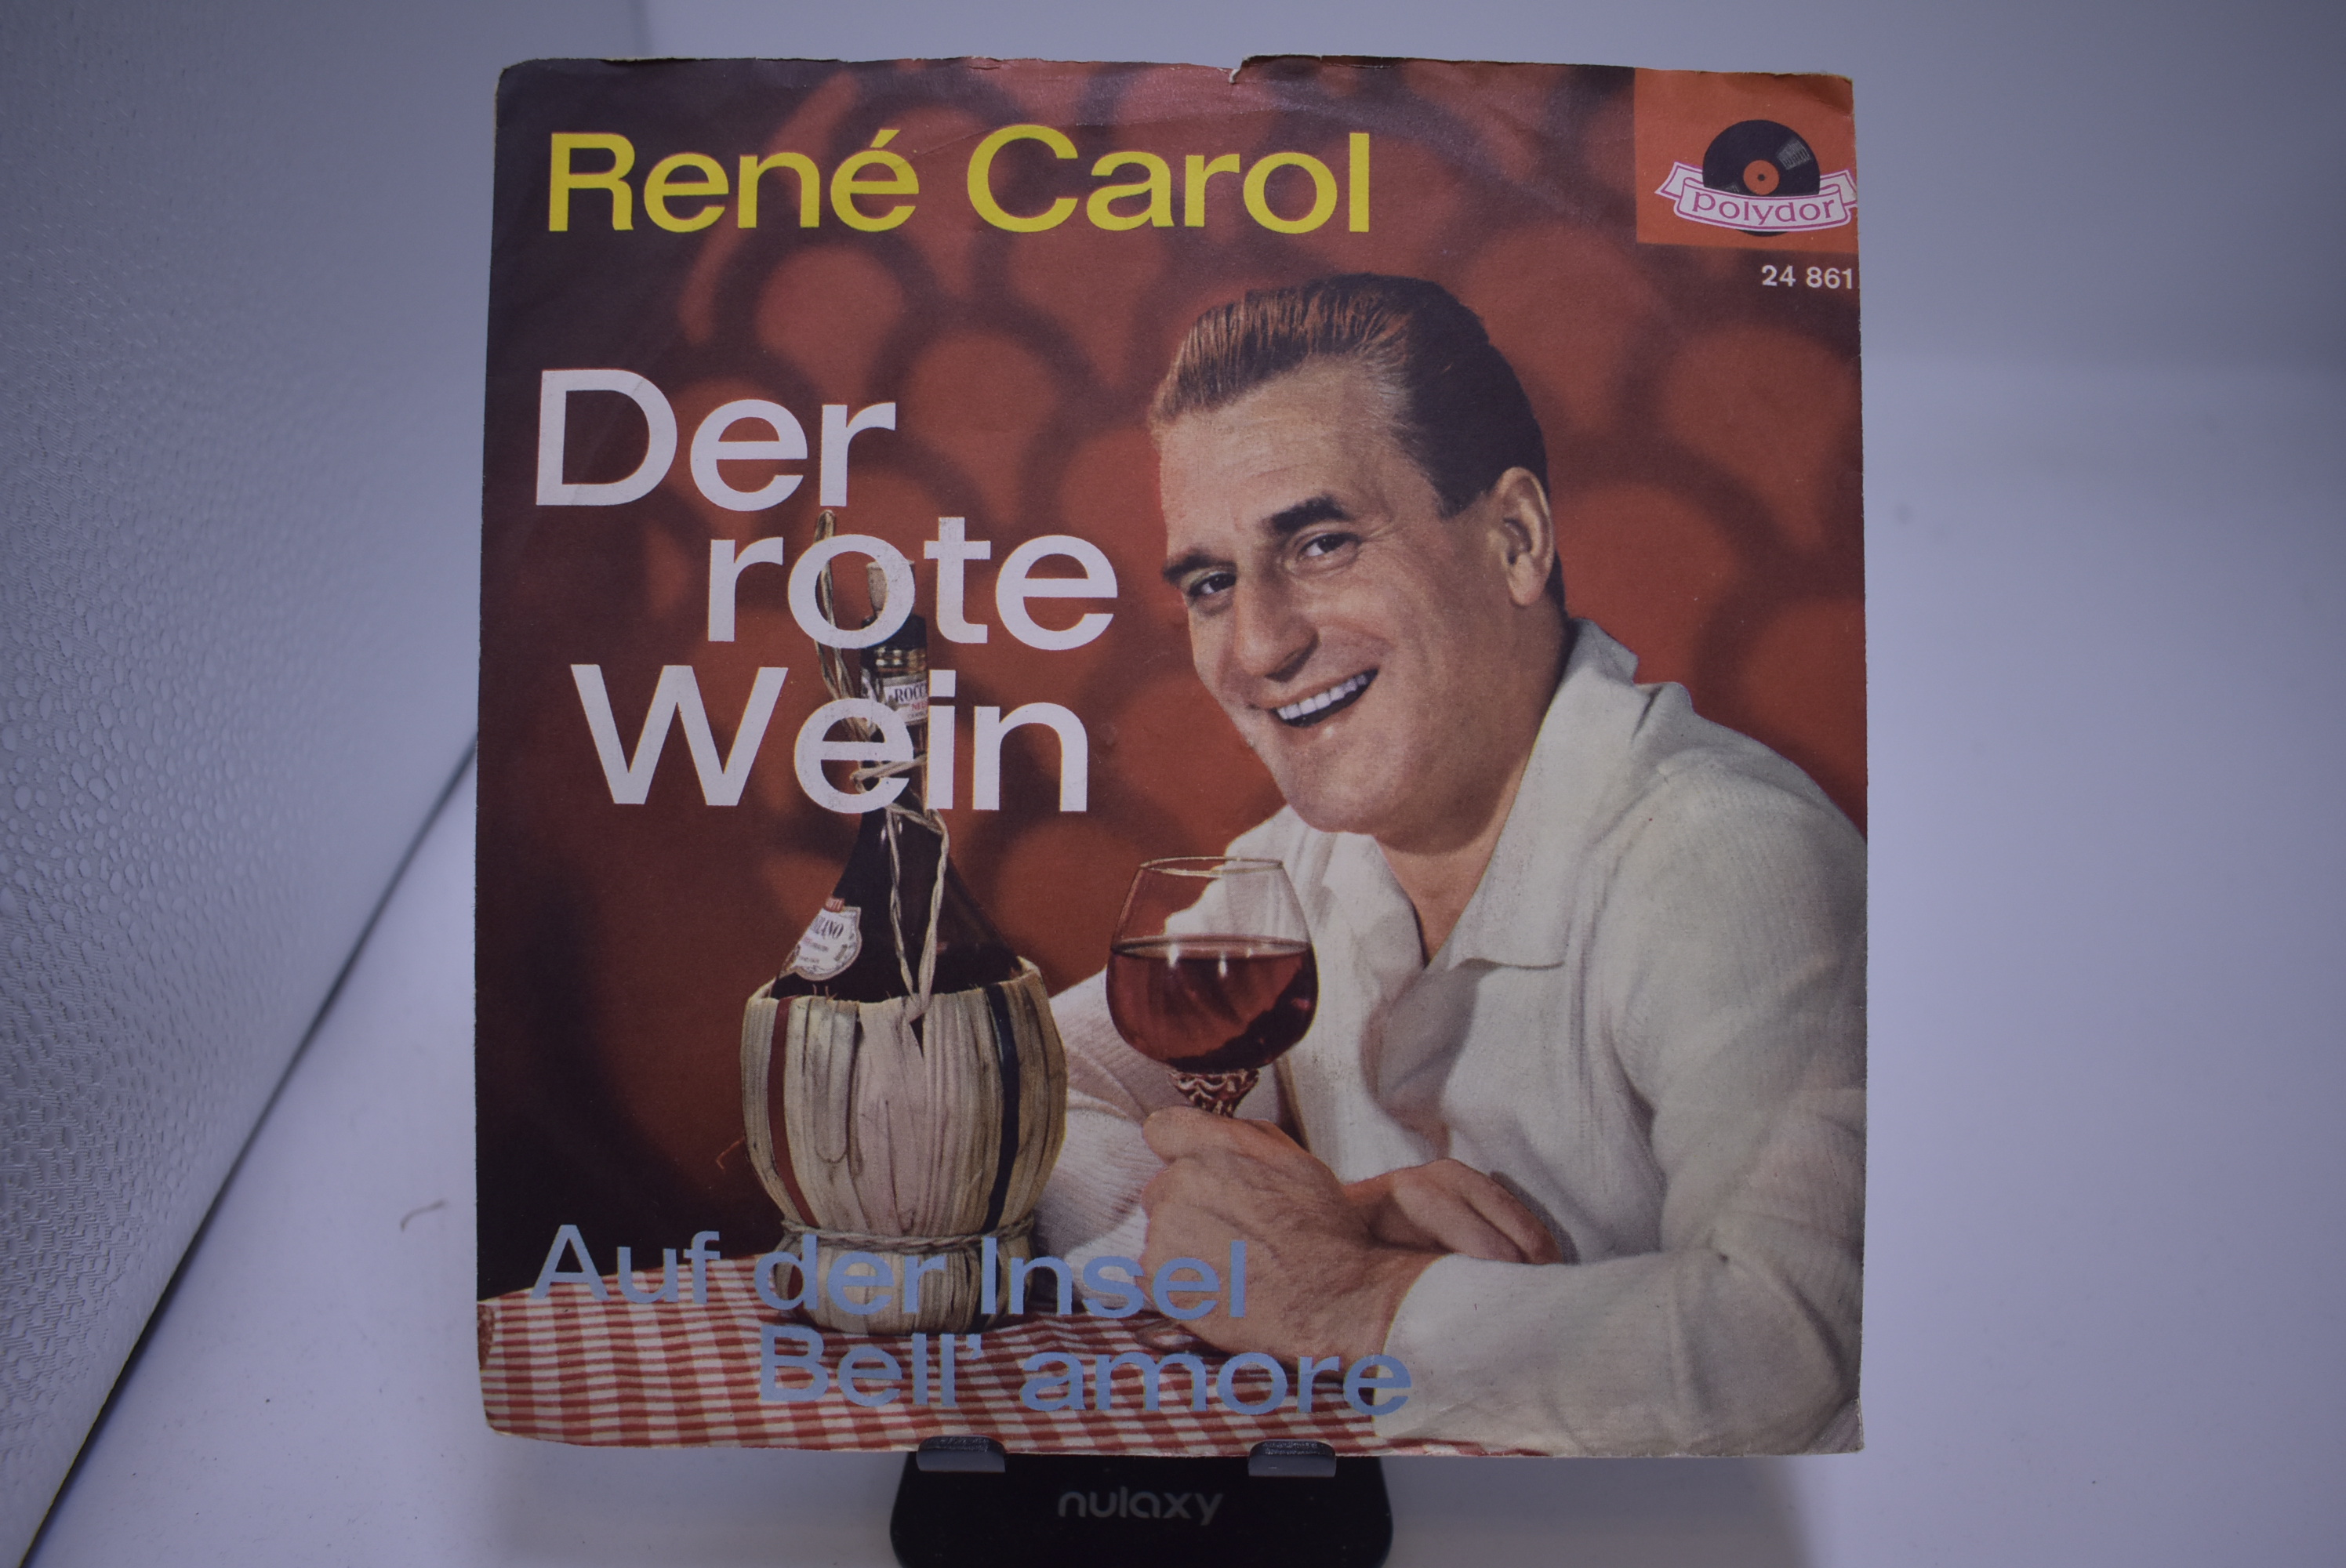 René Carol
polydor
24 861
Der
rote
Wein
Auf der Insel
Bell' amore
nulaxy